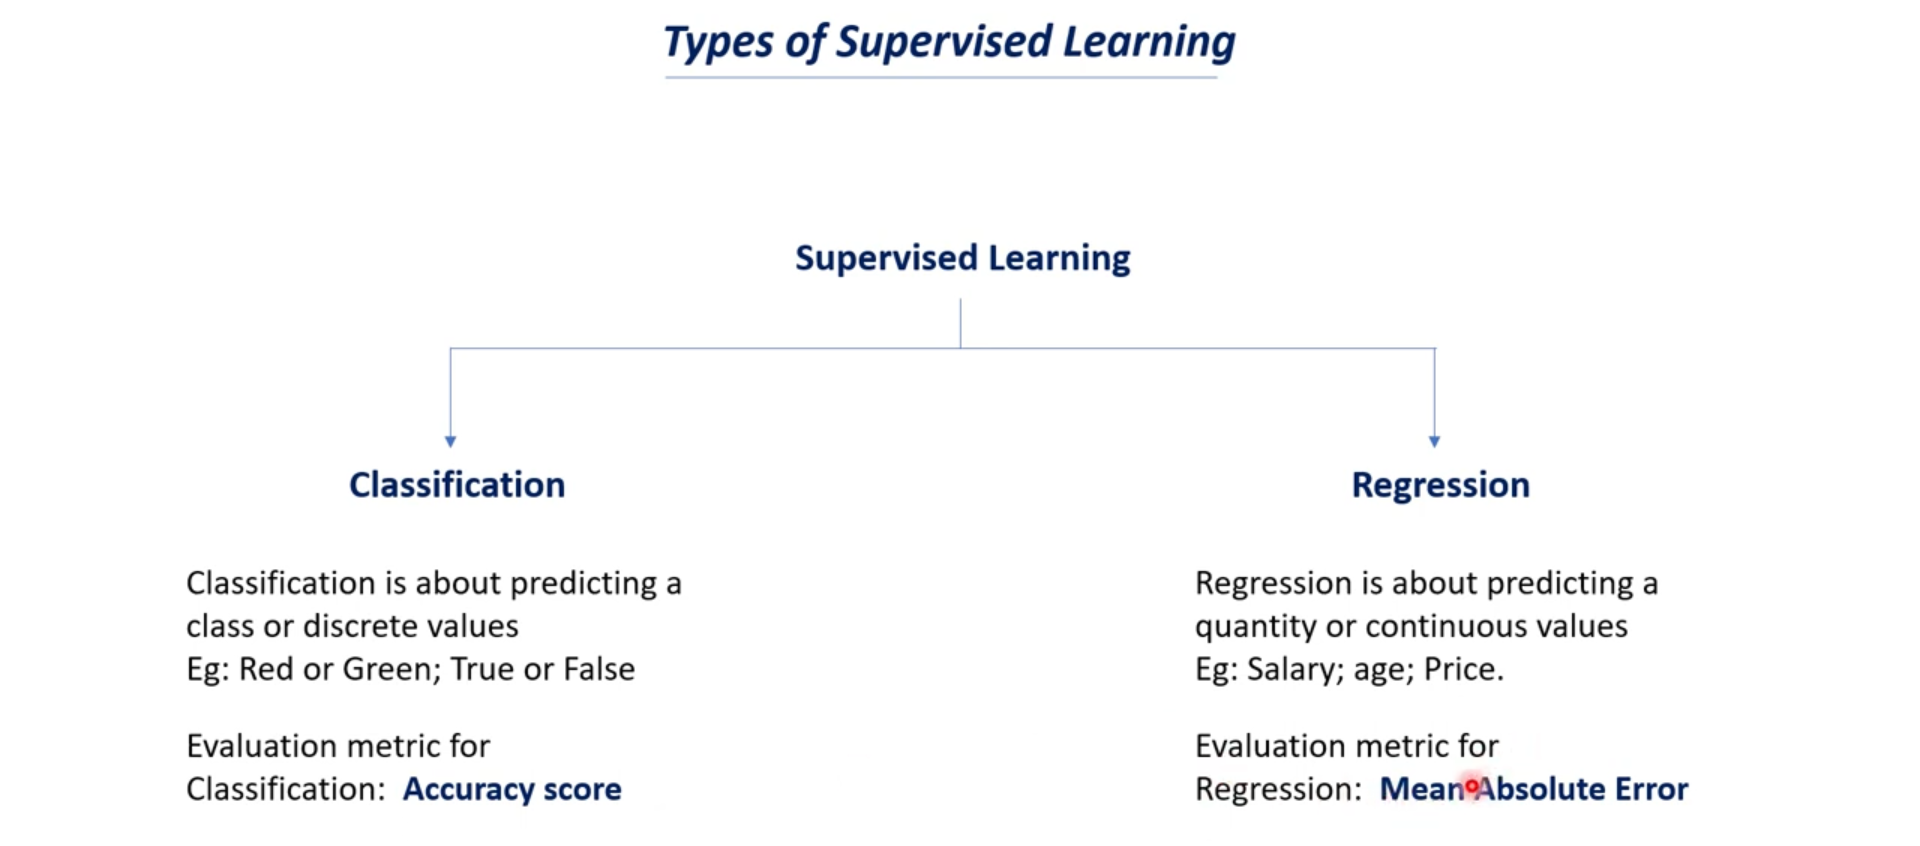 Types of Supervised Learning
Supervised Learning
Classification
Classification is about predicting a
class or discrete values
Eg: Red or Green; True or False
Evaluation metric for
Classification: Accuracy score
Regression
Regression is about predicting a
quantity or continuous values
Eg: Salary; age; Price.
Evaluation metric for
Regression: Mean Absolute Error